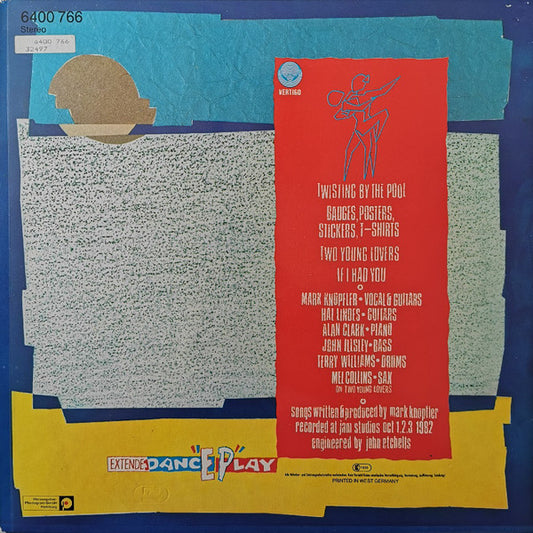 6400 766
Stereo
6400 766
32497
VERTIGO
TWISTING BY THE POOL
BADGES, POSTERS,
STICKERS, T-SHIRTS
TWO YOUNG LOVERS
IF I HAD YOU
MARK KNOPFLER • VOCAL & GUITARS
HAL LINDES • GUITARS
ALAN CLARK • PIANO
JOHN ILLSLEY • BASS
TERRY WILLIAMS • DRUMS
MEL COLLINS • SAX
ON TWO YOUNG LOVERS
songs written & produced by mark knopfler
recorded at jam studios oct 1.2.3 1982
engineered by john etchells
EXTENDEDANCEPLAY
PRINTED IN WEST GERMANY